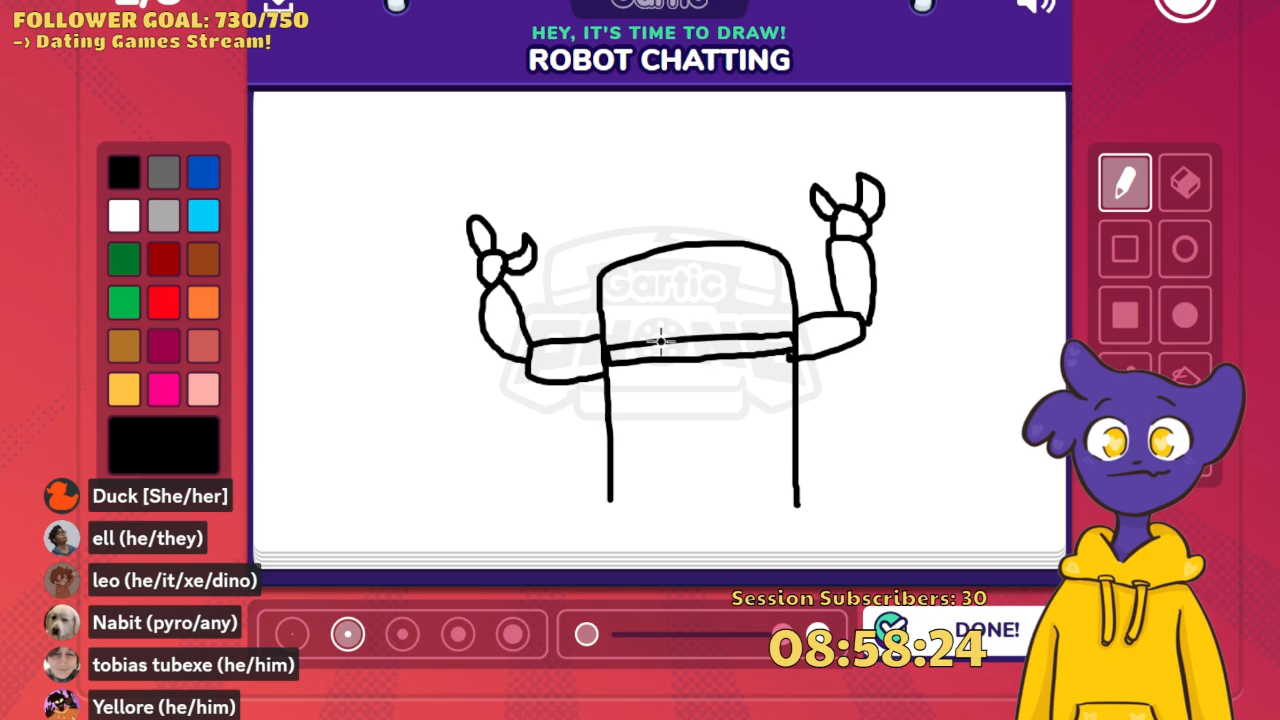 FOLLOWER GOAL: 730/750
-> Dating Games Stream!
HEY, IT'S TIME TO DRAW!
ROBOT CHATTING
Gartic
PHONE
Duck [She/her]
ell (he/they)
leo (he/it/xe/dino)
Nabit (pyro/any)
tobias tubexe (he/him)
Yellore (he/him)
Session Subscribers: 30
DONE!
08:58:24